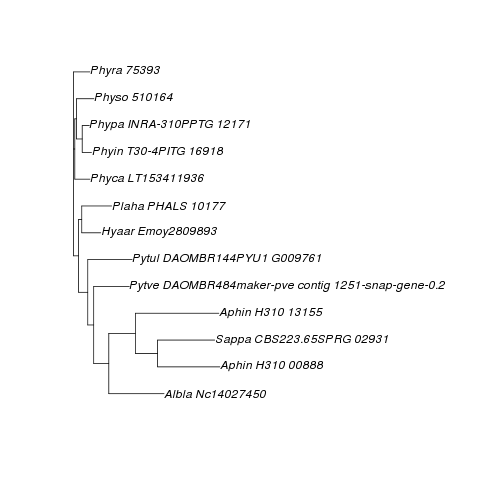 Phyra 75393
Physo 510164
Phypa INRA-310PPTG 12171
Phyin T30-4PITG 16918
Phyca LT153411936
Plaha PHALS 10177
Hyaar Emoy2809893
Pytul DAOMBR144PYU1 G009761
Pytve DAOMBR484maker-pve contig 1251-snap-gene-0.2
Aphin H310 13155
Sappa CBS223.65SPRG 02931
Aphin H310 00888
Albla Nc14027450